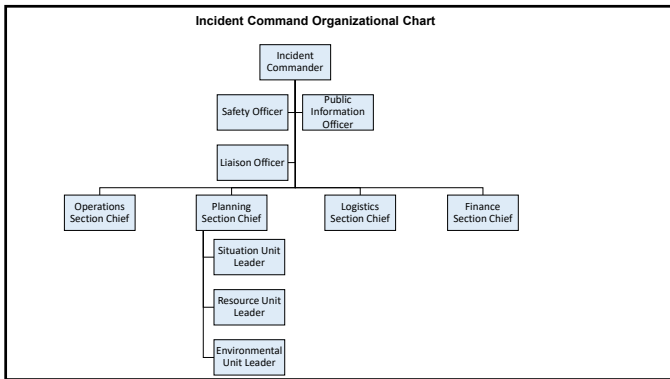 Incident Command Organizational Chart
Incident
Commander
Safety Officer
Public
Information
Officer
Liaison Officer
Operations
Section Chief
Planning
Section Chief
Logistics
Section Chief
Finance
Section Chief
Situation Unit
Leader
Resource Unit
Leader
Environmental
Unit Leader